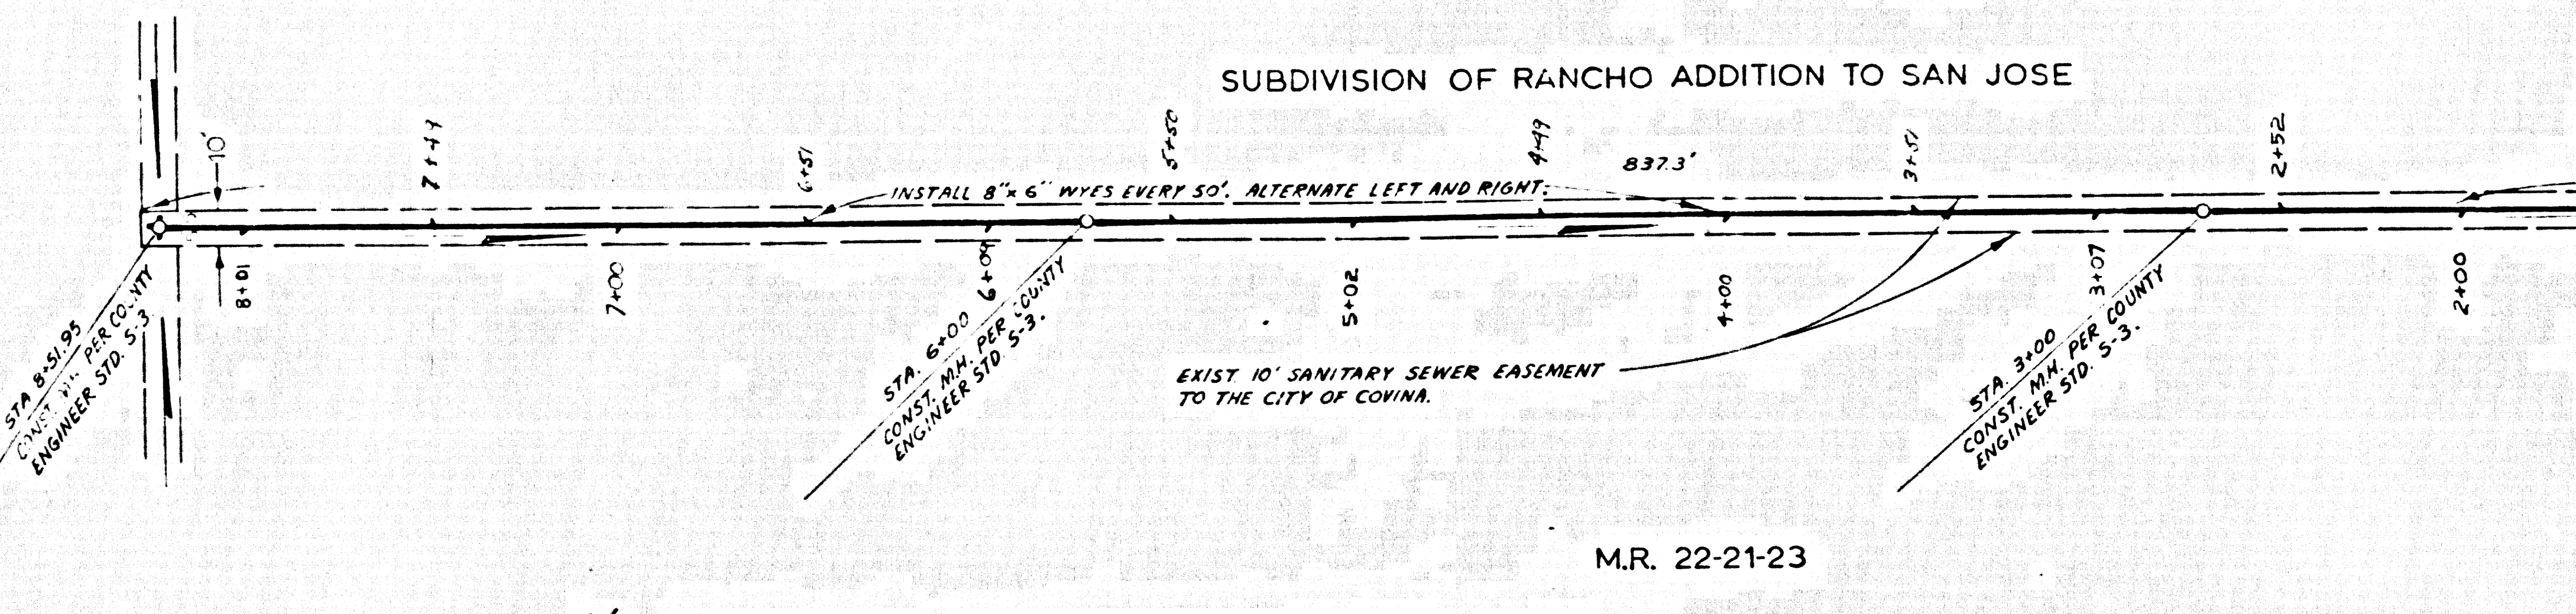 SUBDIVISION OF RANCHO ADDITION TO SAN JOSE
10'
7+49
6+51
5+50
4+49
837.3'
3+51
2+52
INSTALL 8"x 6" WYES EVERY 50'. ALTERNATE LEFT AND RIGHT.
8+01
7+00
6+09
5+02
4+00
3+07
2+00
STA 8+51.95
CONST. PER COUNTY
ENGINEER STD. S-3
STA. 6+00
CONST. M.H. PER COUNTY
ENGINEER STD. S-3.
EXIST. 10' SANITARY SEWER EASEMENT
TO THE CITY OF COVINA.
STA. 3+00
CONST. M.H. PER COUNTY
ENGINEER STD. S-3.
M.R. 22-21-23